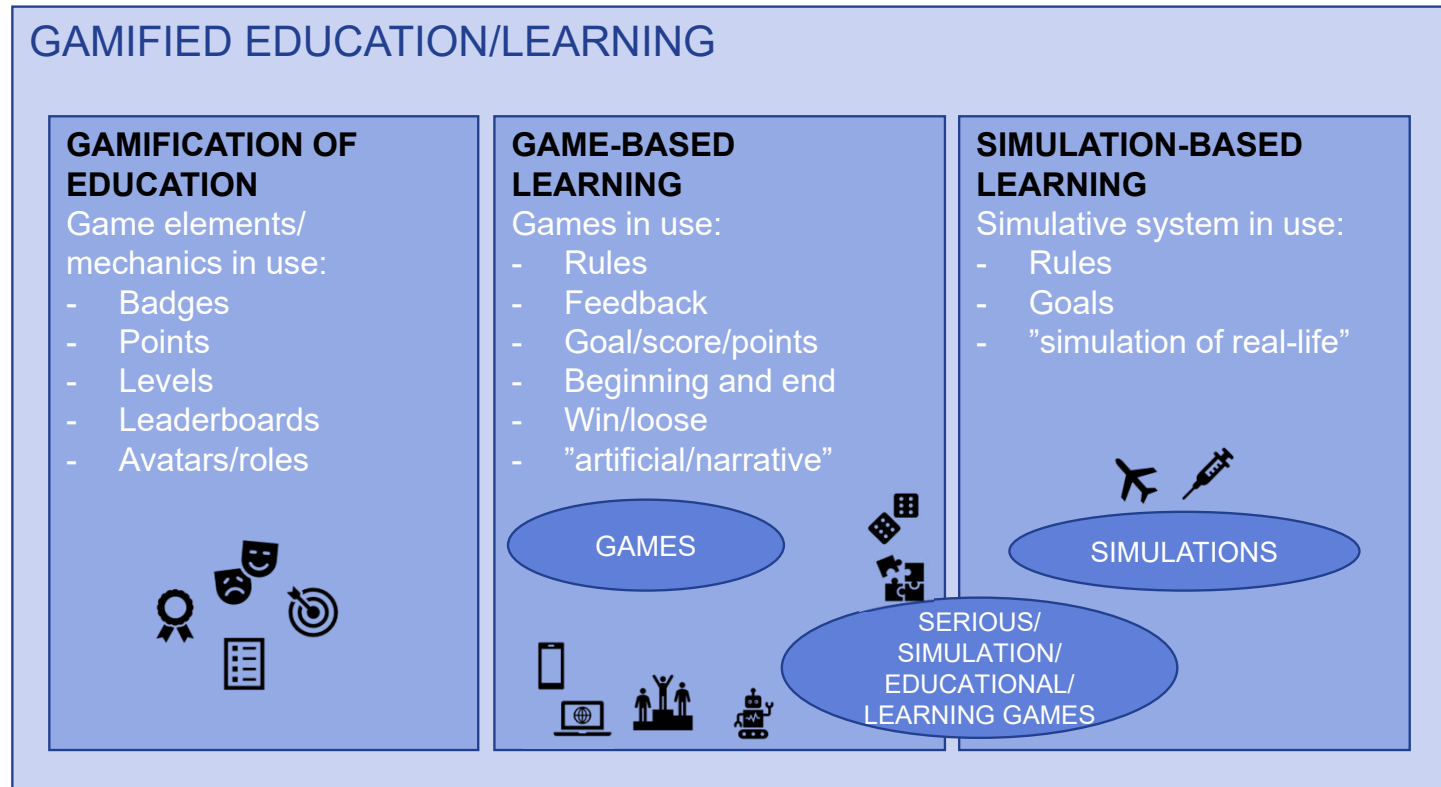 GAMIFIED EDUCATION/LEARNING
GAMIFICATION OF
EDUCATION
Game elements/
mechanics in use:
- Badges
- Points
- Levels
- Leaderboards
- Avatars/roles
GAME-BASED
LEARNING
Games in use:
- Rules
- Feedback
- Goal/score/points
- Beginning and end
- Win/loose
- ”artificial/narrative”
GAMES
SIMULATION-BASED
LEARNING
Simulative system in use:
- Rules
- Goals
- ”simulation of real-life”
SIMULATIONS
SERIOUS/
SIMULATION/
EDUCATIONAL/
LEARNING GAMES